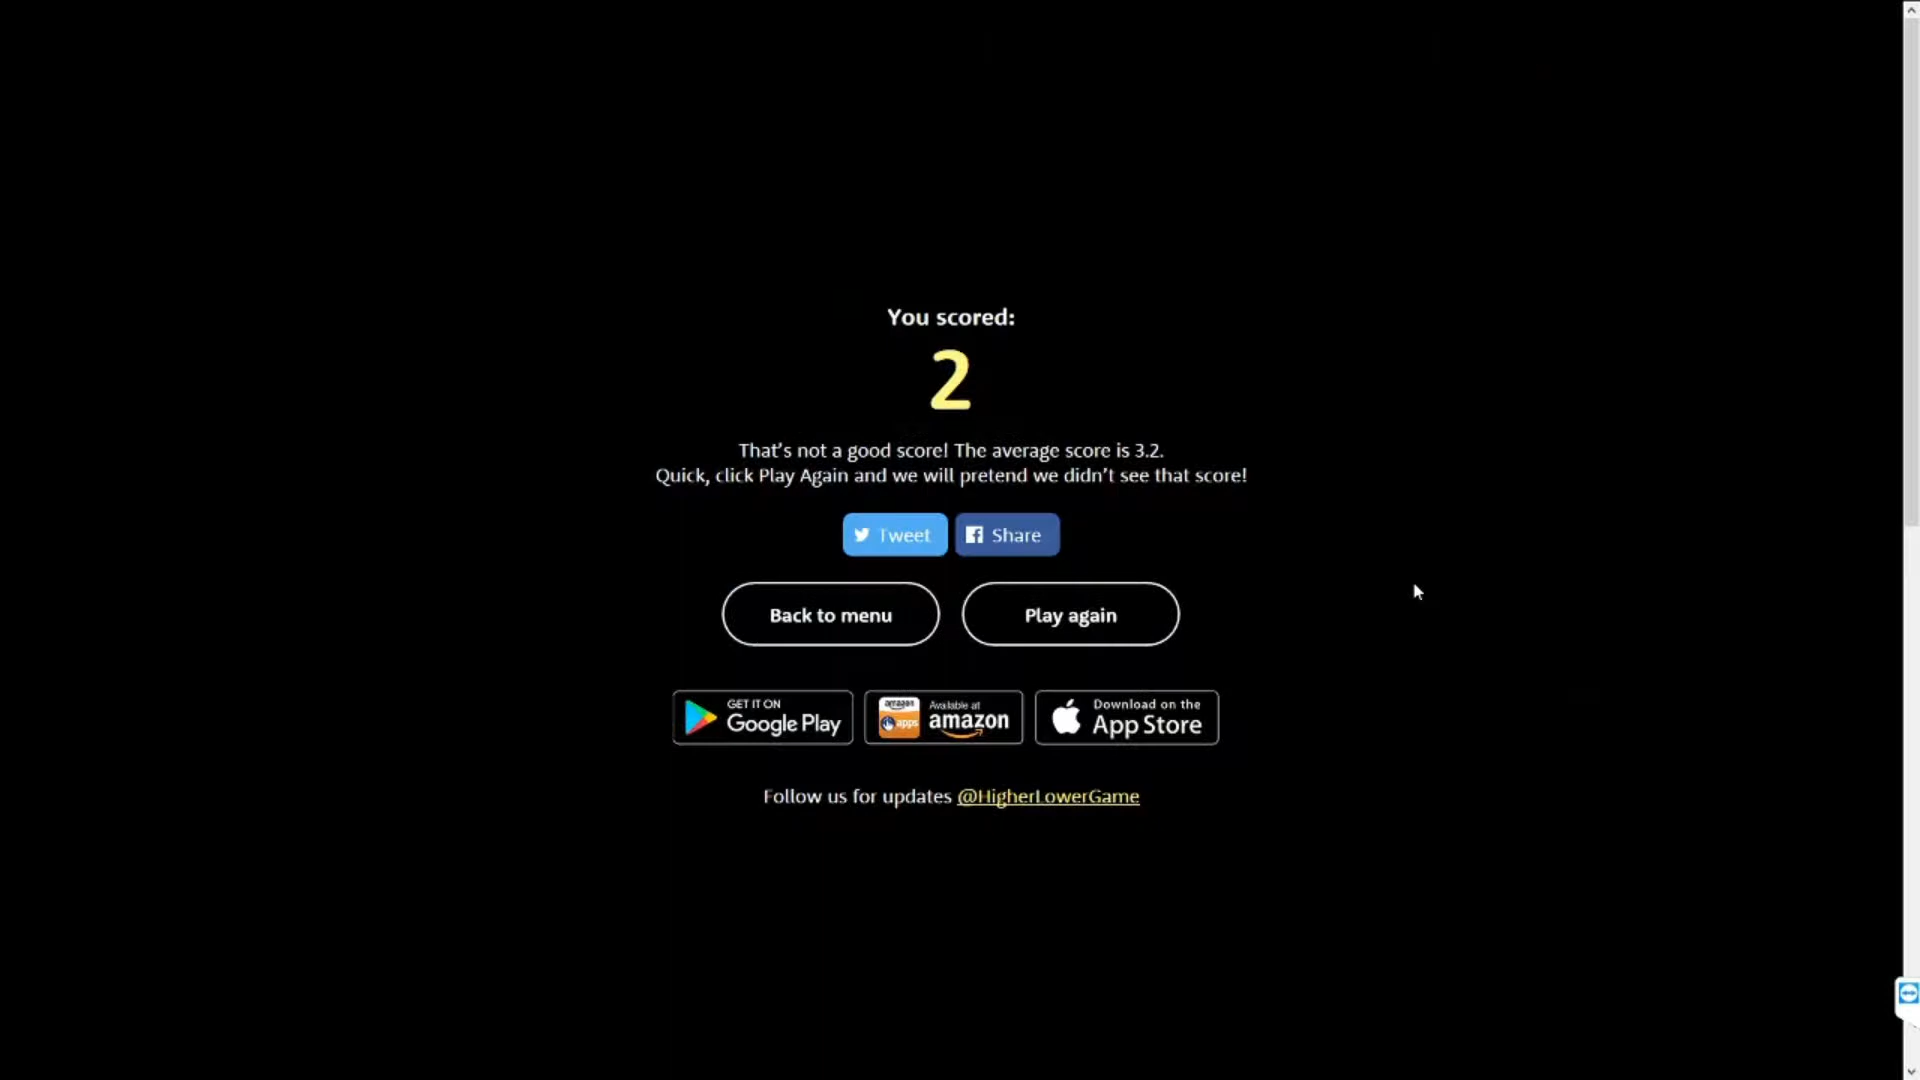 You scored:
2
That's not a good score! The average score is 3.2.
Quick, click Play Again and we will pretend we didn't see that score!
Tweet
Share
Back to menu
Play again
GET IT ON
Google Play
amazon
apps
Available at
amazon
Download on the
App Store
Follow us for updates @HigherLowerGame